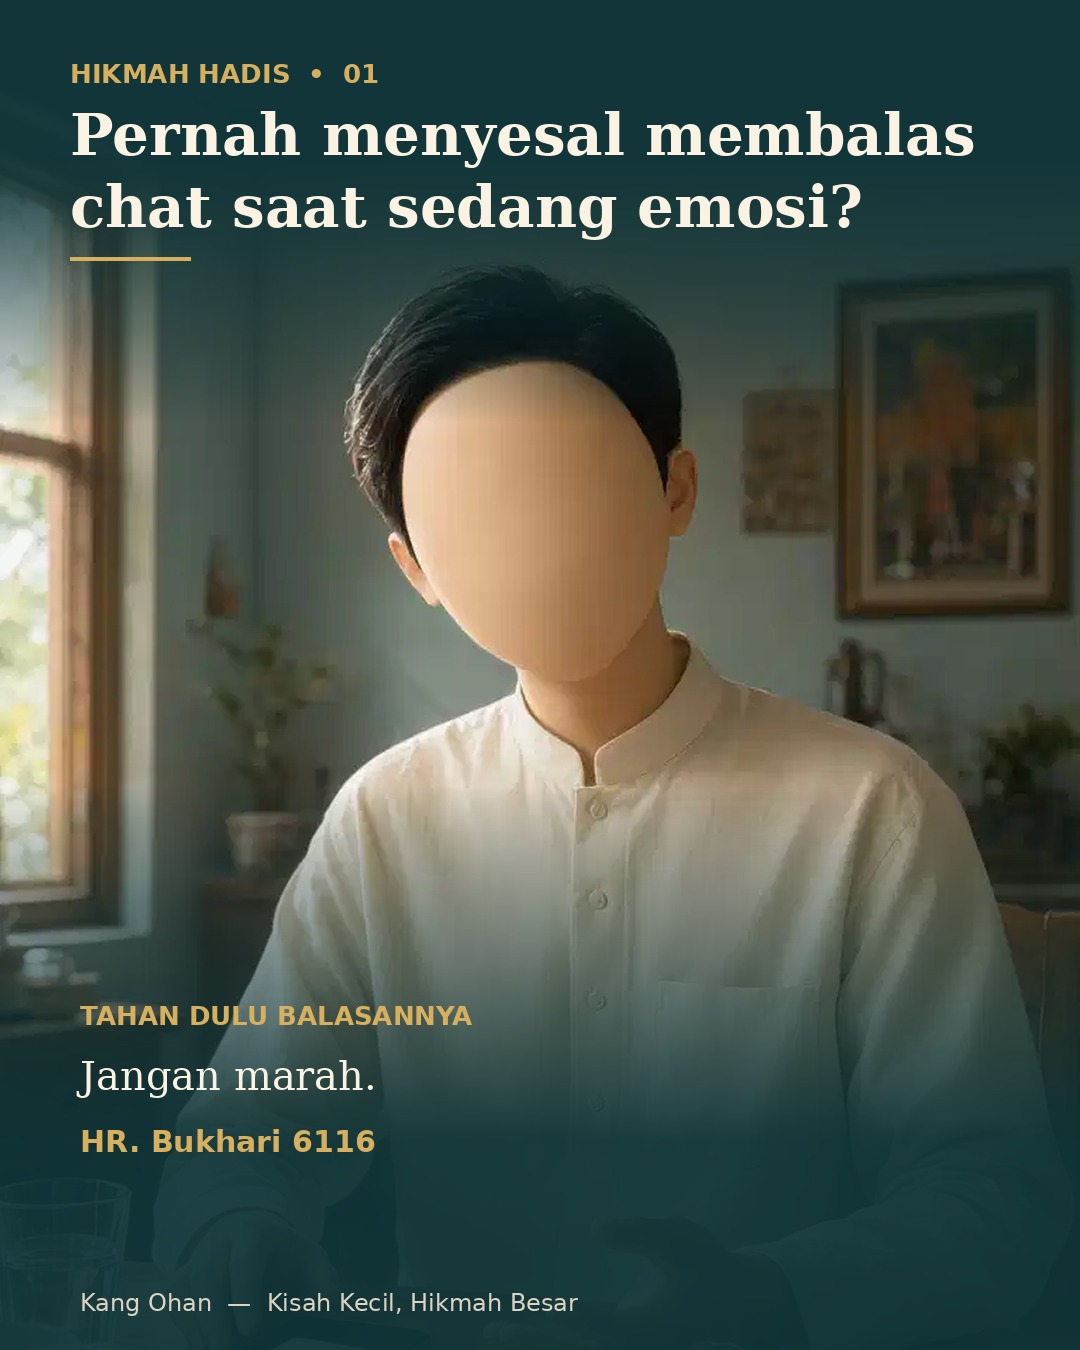 HIKMAH HADIS • 01
Pernah menyesal membalas
chat saat sedang emosi?
TAHAN DULU BALASANNYA
Jangan marah.
HR. Bukhari 6116
Kang Ohan — Kisah Kecil, Hikmah Besar